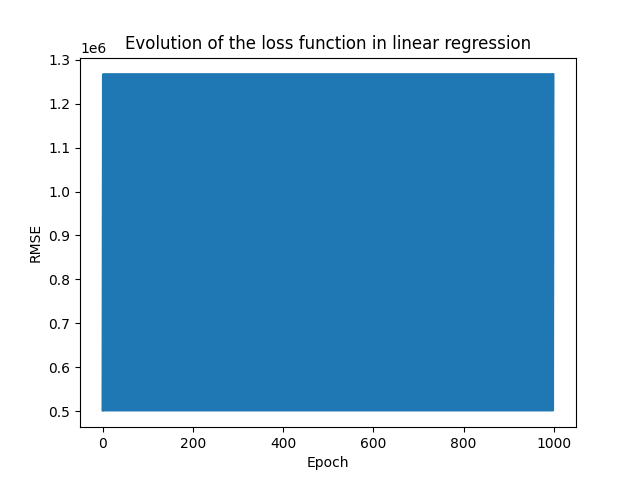 Evolution of the loss function in linear regression
1e6
1.3
1.2
1.1
1.0
0.9
0.8
0.7
0.6
0.5
RMSE
0 200 400 600 800 1000
Epoch